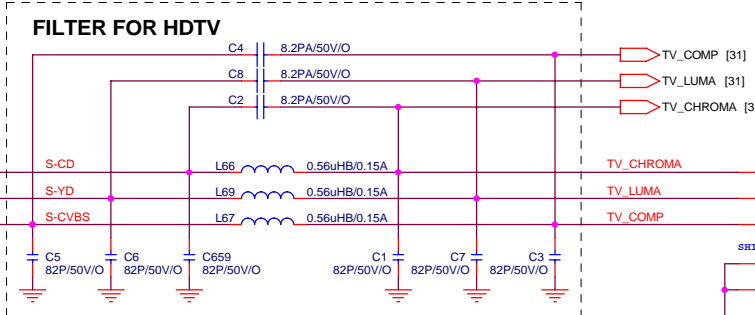 FILTER FOR HDTV
C4 8.2PA/50V/O TV_COMP [31]
C8 8.2PA/50V/O TV_LUMA [31]
C2 8.2PA/50V/O TV_CHROMA [3
S-CD L66 0.56uHB/0.15A TV_CHROMA
S-YD L69 0.56uHB/0.15A TV_LUMA
S-CVBS L67 0.56uHB/0.15A TV_COMP
SHI
C5 C6 C659 C1 C7 C3
82P/50V/O 82P/50V/O 82P/50V/O 82P/50V/O 82P/50V/O 82P/50V/O